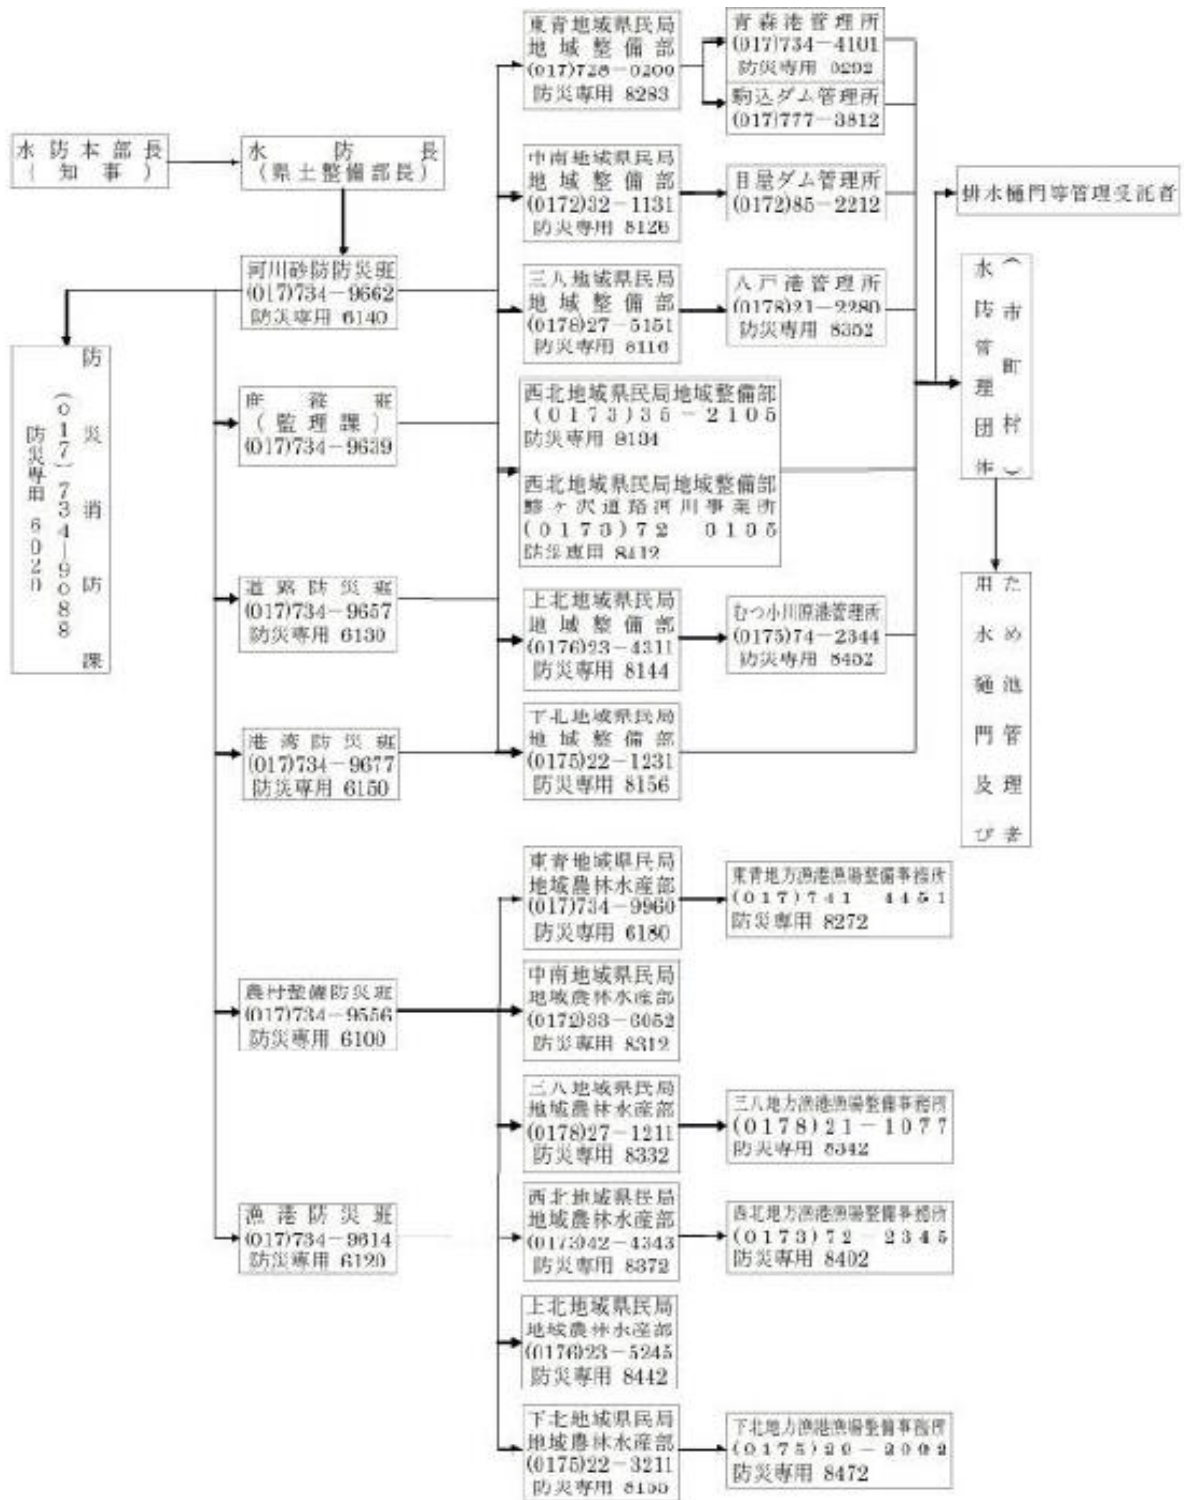 水防本部長
(知事)
水防長
(県土整備部長)
河川砂防防災班
(017)734-9662
防災専用 6140
防災消防課
(017)734-9088
防災専用 6020
(監理課)
(017)734-9639
道路防災班
(017)734-9657
防災専用 6130
港湾防災班
(017)734-9677
防災専用 6150
農村整備防災班
(017)734-9556
防災専用 6100
漁港防災班
(017)734-9614
防災専用 6120
東青地域県民局
地域整備部
(017)728-0200
防災専用 8283
中南地域県民局
地域整備部
(0172)32-1131
防災専用 8126
三八地域県民局
地域整備部
(0178)27-5151
防災専用 8116
西北地域県民局地域整備部
(0173)35-2105
防災専用 8134
西北地域県民局地域整備部
鰺ヶ沢道路河川事業所
防災専用 8412
上北地域県民局
地域整備部
(0176)23-4311
防災専用 8144
下北地域県民局
地域整備部
(0175)22-1231
防災専用 8156
青森港管理所
(017)734-4101
防災専用
駒込ダム管理所
(017)777-3812
目屋ダム管理所
(0172)85-2212
八戸港管理所
(0178)21-2280
防災専用 8352
むつ小川原港管理所
(0175)74-2344
防災専用 8452
排水樋門等管理受託者
水防管理団体
(市町村)
用水樋門及び
ため池管理者
東青地域県民局
地域農林水産部
(017)734-9960
防災専用 6180
中南地域県民局
地域農林水産部
(0172)33-6052
防災専用 8312
三八地域県民局
地域農林水産部
(0178)27-1211
防災専用 8332
西北地域県民局
地域農林水産部
(0173)42-4343
防災専用 8372
上北地域県民局
地域農林水産部
(0176)23-5245
防災専用 8442
下北地域県民局
地域農林水産部
(0175)22-3211
防災専用
東青地方漁港漁場整備事務所
(017)741 4451
防災専用 8272
三八地方漁港漁場整備事務所
(0178)21-1077
防災専用 8342
西北地方漁港漁場整備事務所
(0173)72-2345
防災専用 8402
下北地方漁港漁場整備事務所
防災専用 8472